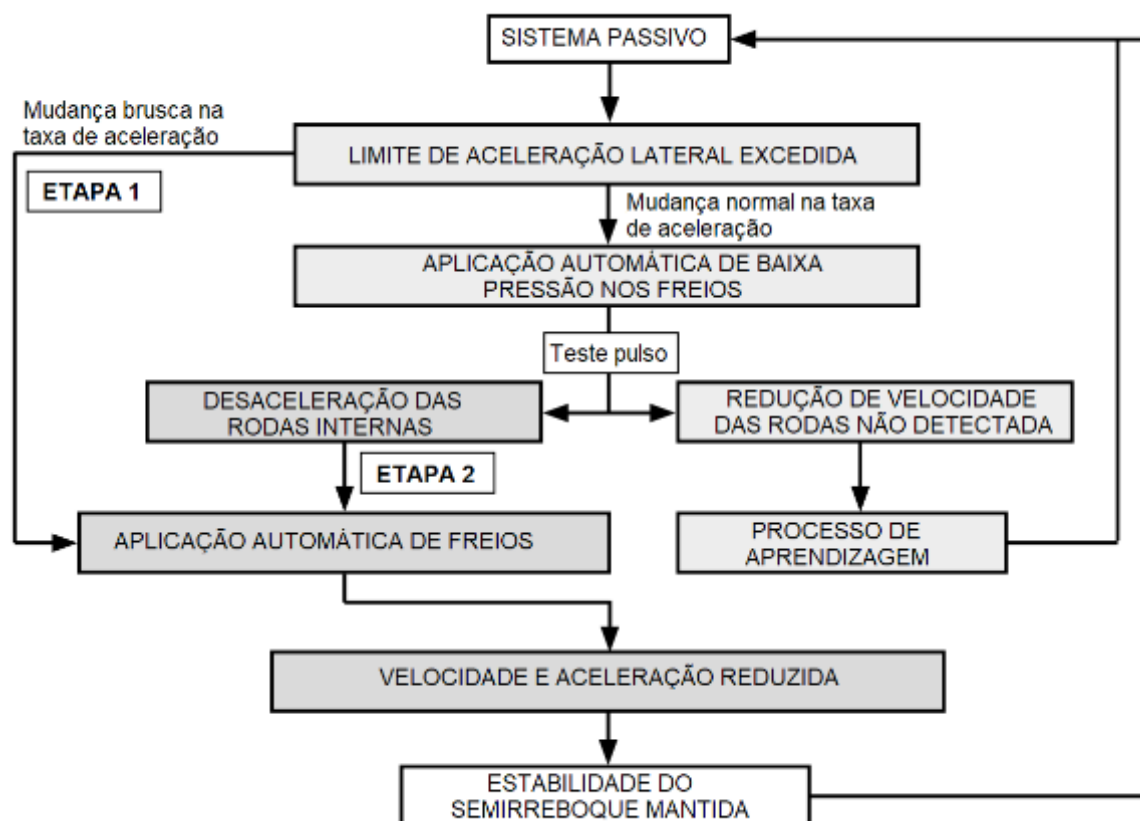 SISTEMA PASSIVO
Mudança brusca na
taxa de aceleração
LIMITE DE ACELERAÇÃO LATERAL EXCEDIDA
ETAPA 1
Mudança normal na taxa
de aceleração
APLICAÇÃO AUTOMÁTICA DE BAIXA
PRESSÃO NOS FREIOS
Teste pulso
DESACELERAÇÃO DAS
RODAS INTERNAS
REDUÇÃO DE VELOCIDADE
DAS RODAS NÃO DETECTADA
ETAPA 2
APLICAÇÃO AUTOMÁTICA DE FREIOS
PROCESSO DE
APRENDIZAGEM
VELOCIDADE E ACELERAÇÃO REDUZIDA
ESTABILIDADE DO
SEMIRREBOQUE MANTIDA